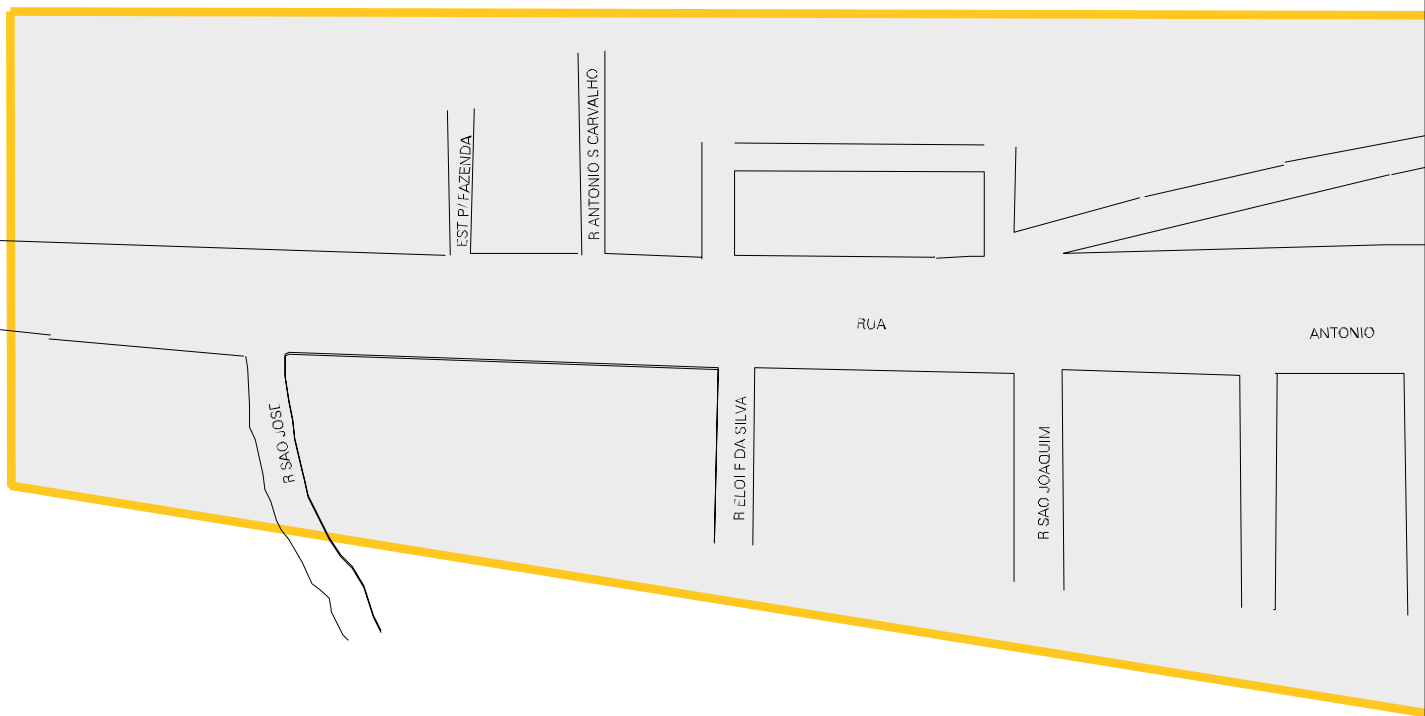 EST P/ FAZENDA
R ANTONIO S CARVALHO
RUA
ANTONIO
R SAO JOSE
R ELOI F DA SILVA
R SAO JOAQUIM